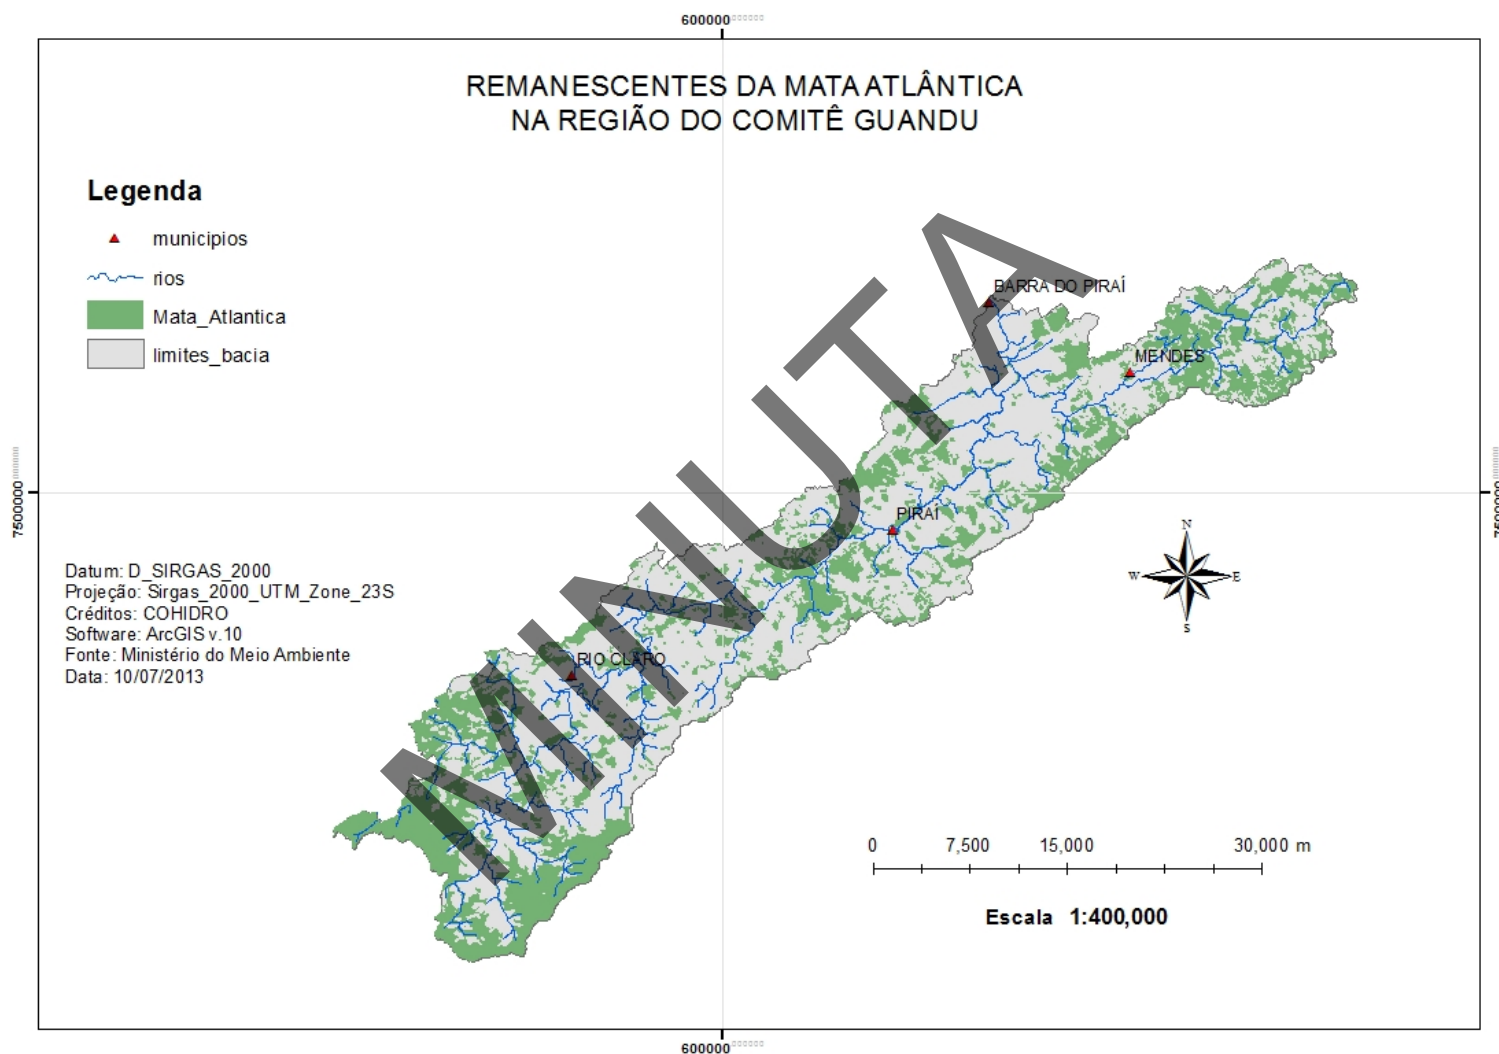 600000
REMANESCENTES DA MATA ATLÂNTICA
NA REGIÃO DO COMITÊ GUANDU
Legenda
municipios
rios
Mata_Atlantica
limites_bacia
BARRA DO PIRAÍ
MENDES
7500000
PIRAÍ
RIO CLARO
MINUTA
N
W
E
S
Datum: D_SIRGAS_2000
Projeção: Sirgas_2000_UTM_Zone_23S
Créditos: COHIDRO
Software: ArcGIS v.10
Fonte: Ministério do Meio Ambiente
Data: 10/07/2013
0 7,500 15,000 30,000 m
Escala 1:400,000
600000